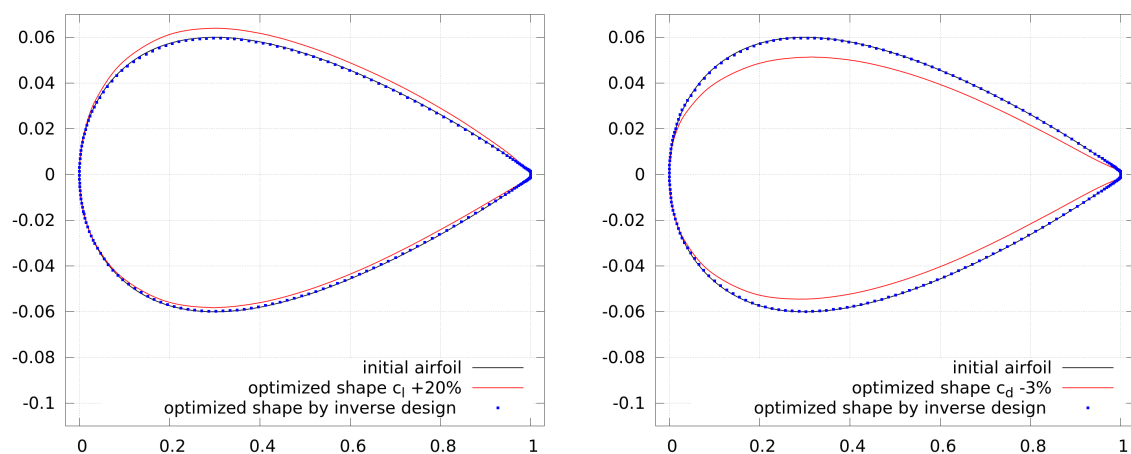 0.06
0.04
0.02
0
-0.02
-0.04
-0.06
-0.08
-0.1
initial airfoil
optimized shape cl +20%
optimized shape by inverse design
0 0.2 0.4 0.6 0.8 1
0.06
0.04
0.02
0
-0.02
-0.04
-0.06
-0.08
-0.1
initial airfoil
optimized shape cd -3%
optimized shape by inverse design
0 0.2 0.4 0.6 0.8 1